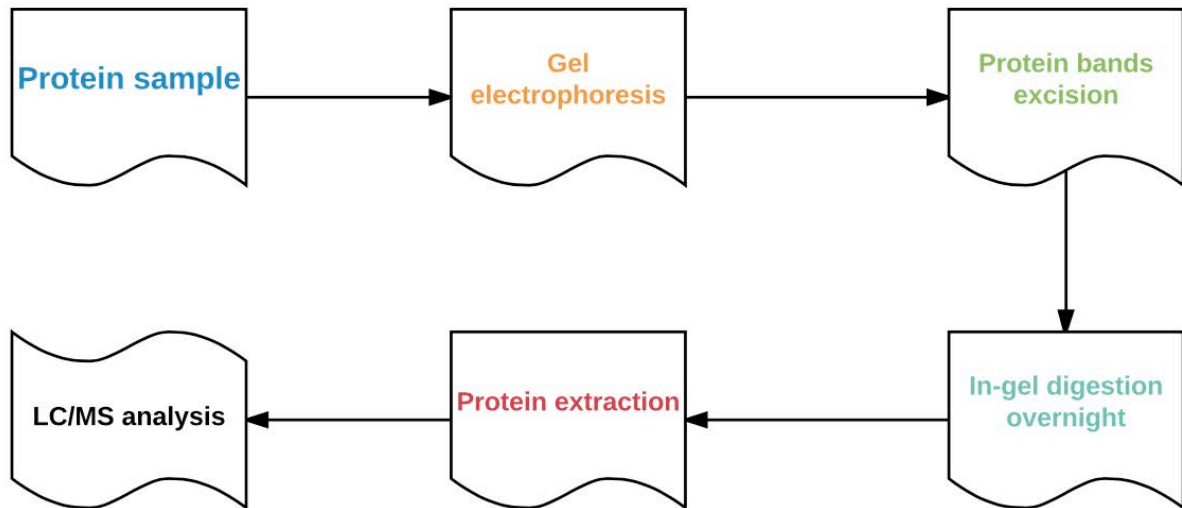 Protein sample
Gel
electrophoresis
Protein bands
excision
In-gel digestion
overnight
Protein extraction
LC/MS analysis